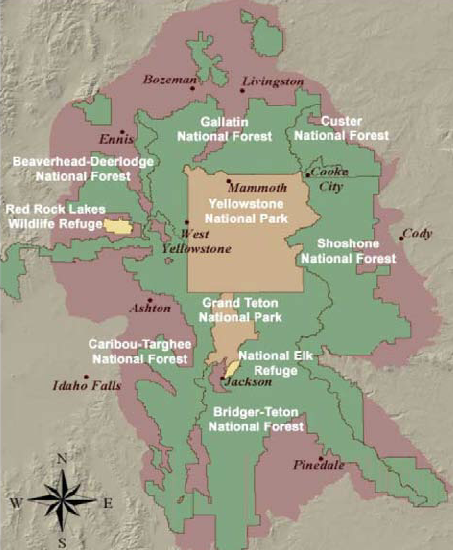 Bozeman
Livingston
Gallatin
National Forest
Custer
National Forest
Ennis
Beaverhead-Deerlodge
National Forest
Cooke
City
Mammoth
Yellowstone
National Park
Red Rock Lakes
Wildlife Refuge
West
Yellowstone
Cody
Shoshone
National Forest
Grand Teton
National Park
Ashton
Caribou-Targhee
National Forest
National Elk
Refuge
Idaho Falls
Jackson
Bridger-Teton
National Forest
Pinedale
N
W
E
S